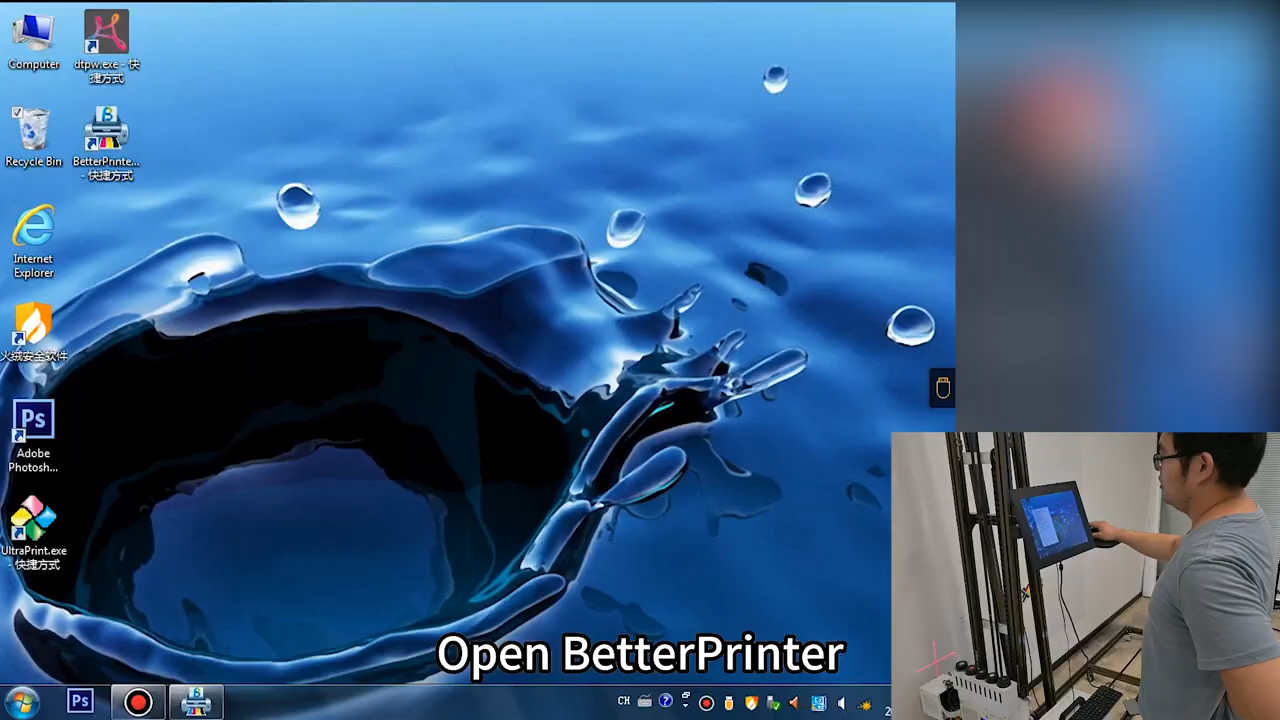 Computer
dtpw.exe - 快
捷方式
Recycle Bin
BetterPrinte...
- 快捷方式
Internet
Explorer
火绒安全软件
Ps
Adobe
Photosh...
UltraPrint.exe
- 快捷方式
Open BetterPrinter
Ps
CH
2